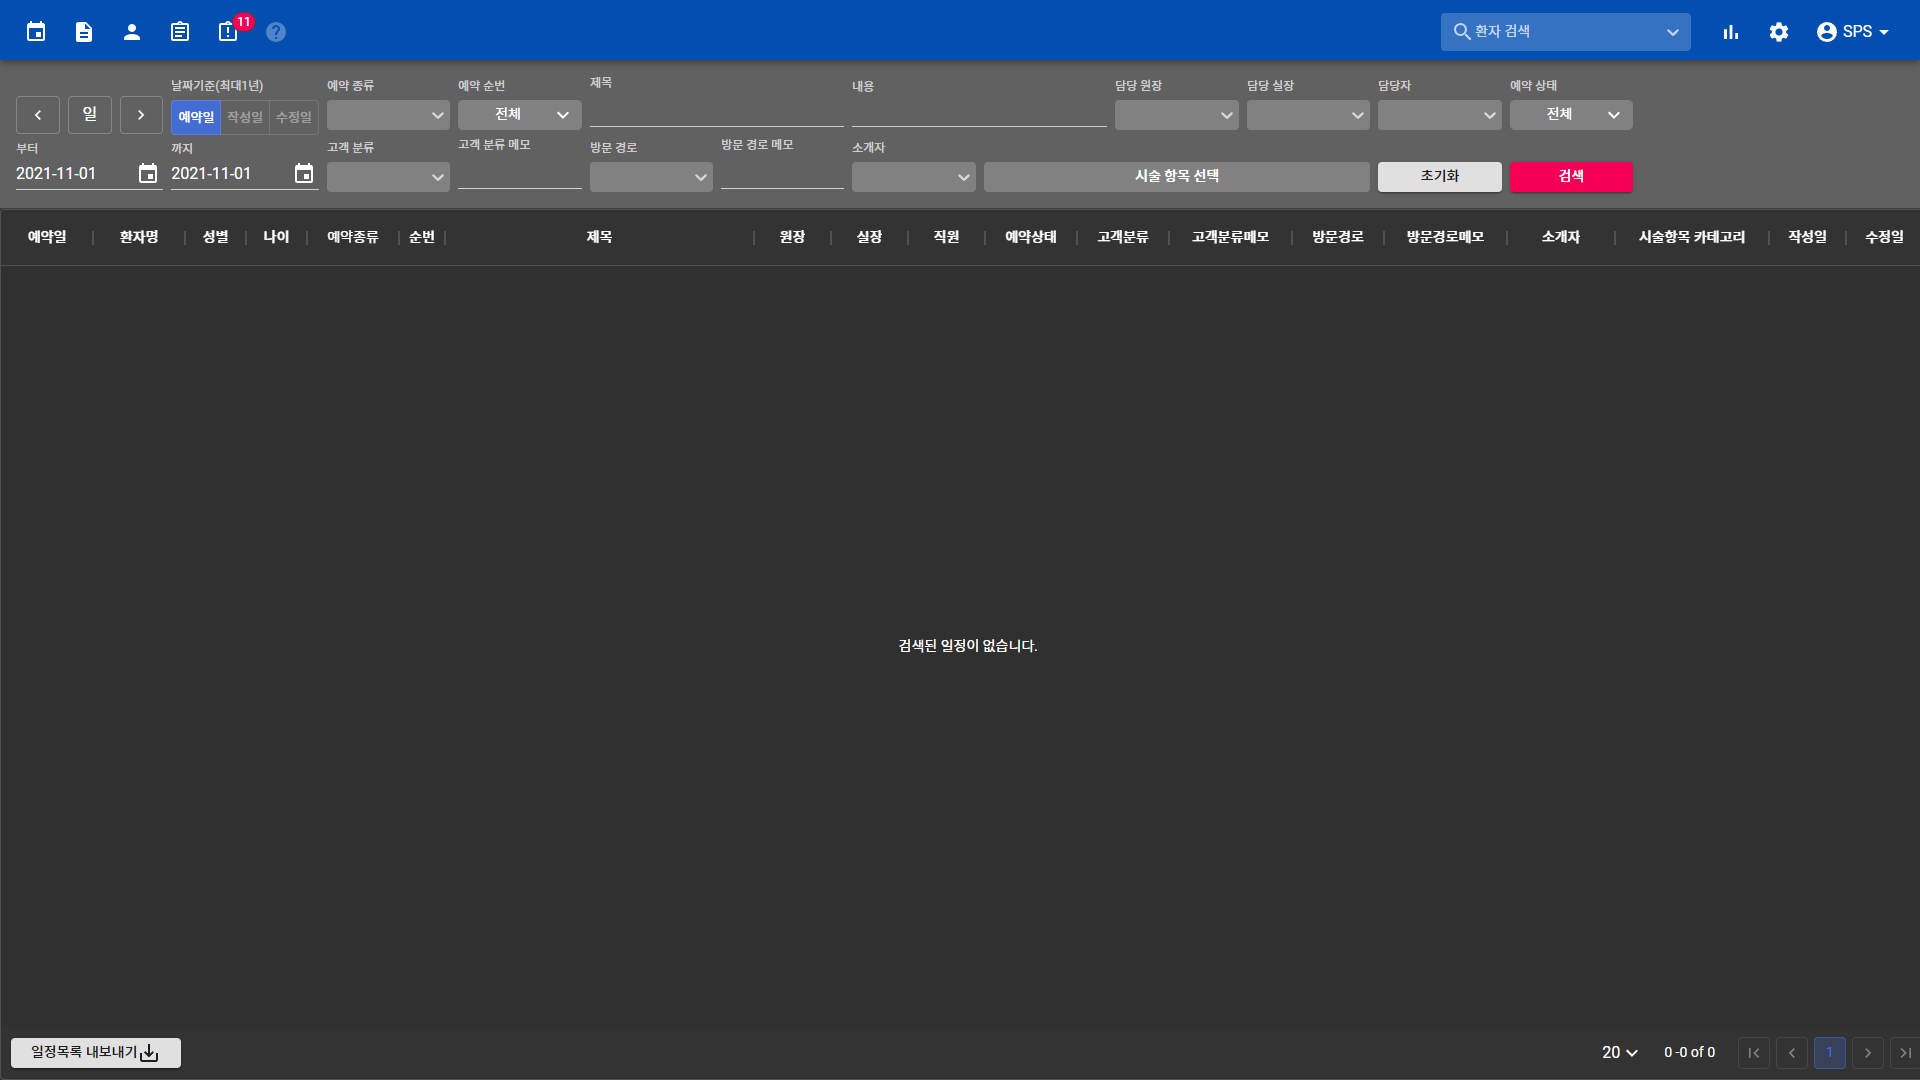 11
환자 검색
SPS
날짜기준(최대1년)
예약 종류
예약 순번
제목
내용
담당 원장
담당 실장
담당자
예약 상태
일
예약일
작성일
수정일
전체
전체
부터
까지
고객 분류
고객 분류 메모
방문 경로
방문 경로 메모
소개자
2021-11-01
2021-11-01
시술 항목 선택
초기화
검색
예약일
환자명
성별
나이
예약종류
순번
제목
원장
실장
직원
예약상태
고객분류
고객분류메모
방문경로
방문경로메모
소개자
시술항목 카테고리
작성일
수정일
검색된 일정이 없습니다.
일정목록 내보내기
20
0 -0 of 0
1